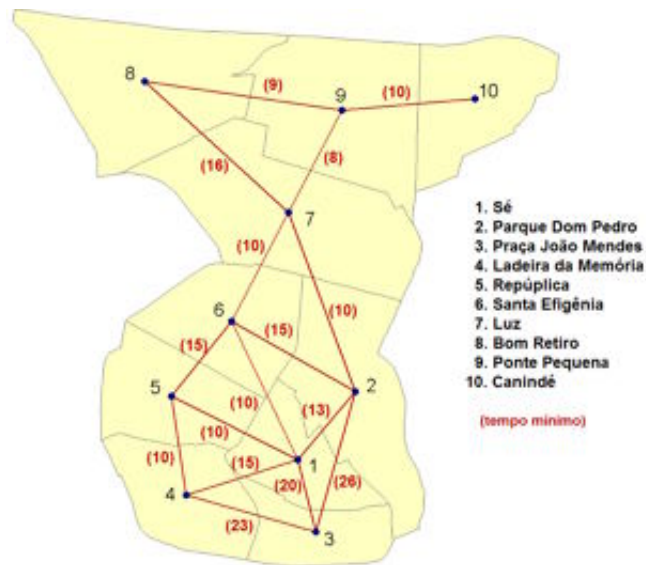 8
(9)
9
(10)
10
(16)
(8)
7
(10)
6
(15)
(15)
(10)
5
2
(10)
(13)
(10)
(10)
(15)
1
(20)
(26)
4
(23)
3
1. Sé
2. Parque Dom Pedro
3. Praça João Mendes
4. Ladeira da Memória
5. Repúplica
6. Santa Efigênia
7. Luz
8. Bom Retiro
9. Ponte Pequena
10. Canindé
(tempo mínimo)